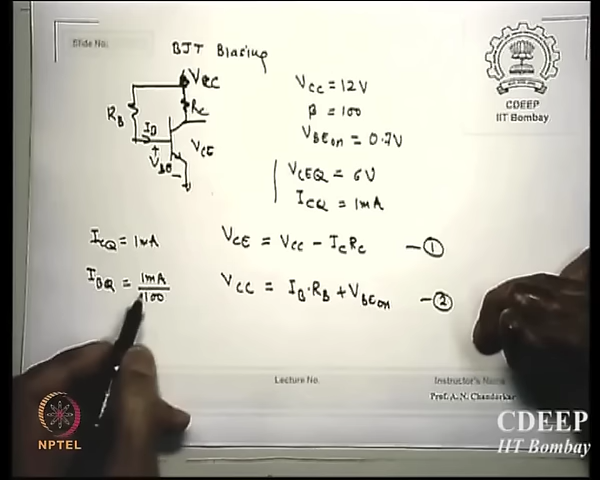 Slide No.
BJT Biasing
VCC
RC
RB
IB
+
VBE
-
VCE
VCC = 12V
β = 100
VBEon = 0.7V
VCEQ = 6V
ICQ = 1mA
CDEEP
IIT Bombay
ICQ = 1mA
VCE = VCC - IC RC —①
IBQ = 1mA
100
VCC = IB·RB + VBEon —②
Lecture No.
Instructor's Name
Prof. A. N. Chandorkar
NPTEL
CDEEP
IIT Bombay